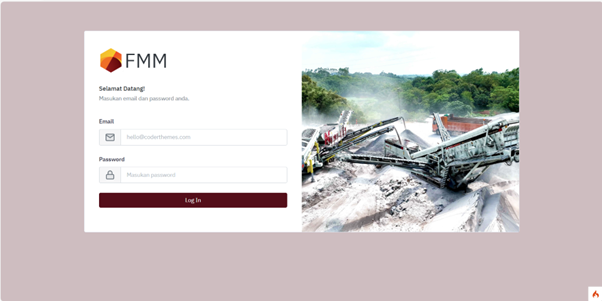 FMM
Selamat Datang!
Masukan email dan password anda.
Email
hello@coderthemes.com
Password
Masukan password
Log In